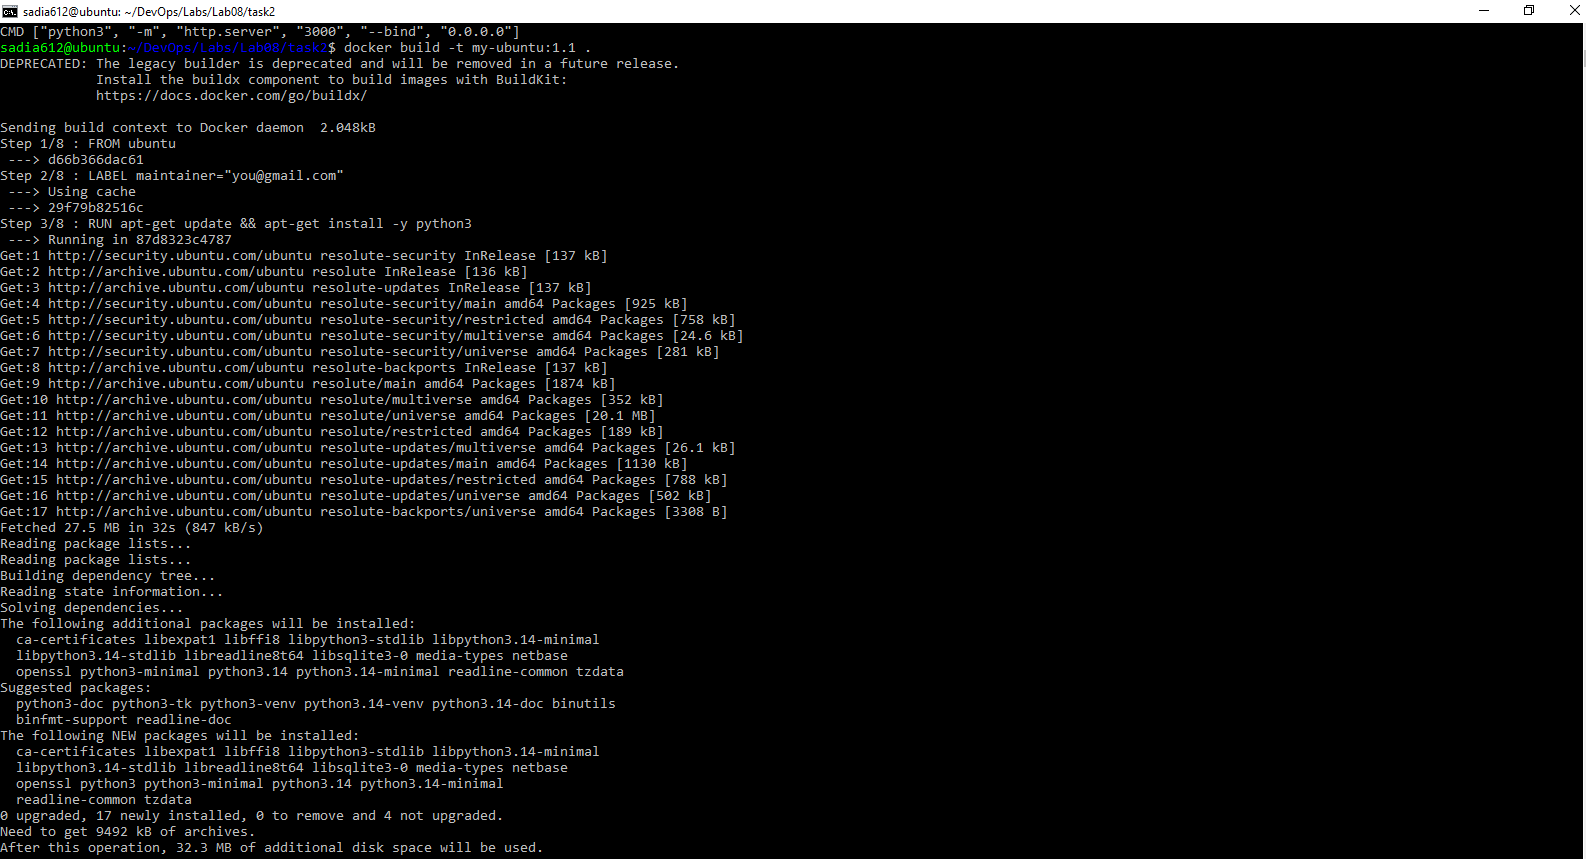 sadia612@ubuntu: ~/DevOps/Labs/Lab08/task2
CMD ["python3", "-m", "http.server", "3000", "--bind", "0.0.0.0"]
sadia612@ubuntu:~/DevOps/Labs/Lab08/task2$ docker build -t my-ubuntu:1.1 .
DEPRECATED: The legacy builder is deprecated and will be removed in a future release.
            Install the buildx component to build images with BuildKit:
            https://docs.docker.com/go/buildx/
Sending build context to Docker daemon  2.048kB
Step 1/8 : FROM ubuntu
 ---> d66b366dac61
Step 2/8 : LABEL maintainer="you@gmail.com"
 ---> Using cache
 ---> 29f79b82516c
Step 3/8 : RUN apt-get update && apt-get install -y python3
 ---> Running in 87d8323c4787
Get:1 http://security.ubuntu.com/ubuntu resolute-security InRelease [137 kB]
Get:2 http://archive.ubuntu.com/ubuntu resolute InRelease [136 kB]
Get:3 http://archive.ubuntu.com/ubuntu resolute-updates InRelease [137 kB]
Get:4 http://security.ubuntu.com/ubuntu resolute-security/main amd64 Packages [925 kB]
Get:5 http://security.ubuntu.com/ubuntu resolute-security/restricted amd64 Packages [758 kB]
Get:6 http://security.ubuntu.com/ubuntu resolute-security/multiverse amd64 Packages [24.6 kB]
Get:7 http://security.ubuntu.com/ubuntu resolute-security/universe amd64 Packages [281 kB]
Get:8 http://archive.ubuntu.com/ubuntu resolute-backports InRelease [137 kB]
Get:9 http://archive.ubuntu.com/ubuntu resolute/main amd64 Packages [1874 kB]
Get:10 http://archive.ubuntu.com/ubuntu resolute/multiverse amd64 Packages [352 kB]
Get:11 http://archive.ubuntu.com/ubuntu resolute/universe amd64 Packages [20.1 MB]
Get:12 http://archive.ubuntu.com/ubuntu resolute/restricted amd64 Packages [189 kB]
Get:13 http://archive.ubuntu.com/ubuntu resolute-updates/multiverse amd64 Packages [26.1 kB]
Get:14 http://archive.ubuntu.com/ubuntu resolute-updates/main amd64 Packages [1130 kB]
Get:15 http://archive.ubuntu.com/ubuntu resolute-updates/restricted amd64 Packages [788 kB]
Get:16 http://archive.ubuntu.com/ubuntu resolute-updates/universe amd64 Packages [502 kB]
Get:17 http://archive.ubuntu.com/ubuntu resolute-backports/universe amd64 Packages [3308 B]
Fetched 27.5 MB in 32s (847 kB/s)
Reading package lists...
Reading package lists...
Building dependency tree...
Reading state information...
Solving dependencies...
The following additional packages will be installed:
  ca-certificates libexpat1 libffi8 libpython3-stdlib libpython3.14-minimal
  libpython3.14-stdlib libreadline8t64 libsqlite3-0 media-types netbase
  openssl python3-minimal python3.14 python3.14-minimal readline-common tzdata
Suggested packages:
  python3-doc python3-tk python3-venv python3.14-venv python3.14-doc binutils
  binfmt-support readline-doc
The following NEW packages will be installed:
  ca-certificates libexpat1 libffi8 libpython3-stdlib libpython3.14-minimal
  libpython3.14-stdlib libreadline8t64 libsqlite3-0 media-types netbase
  openssl python3 python3-minimal python3.14 python3.14-minimal
  readline-common tzdata
0 upgraded, 17 newly installed, 0 to remove and 4 not upgraded.
Need to get 9492 kB of archives.
After this operation, 32.3 MB of additional disk space will be used.